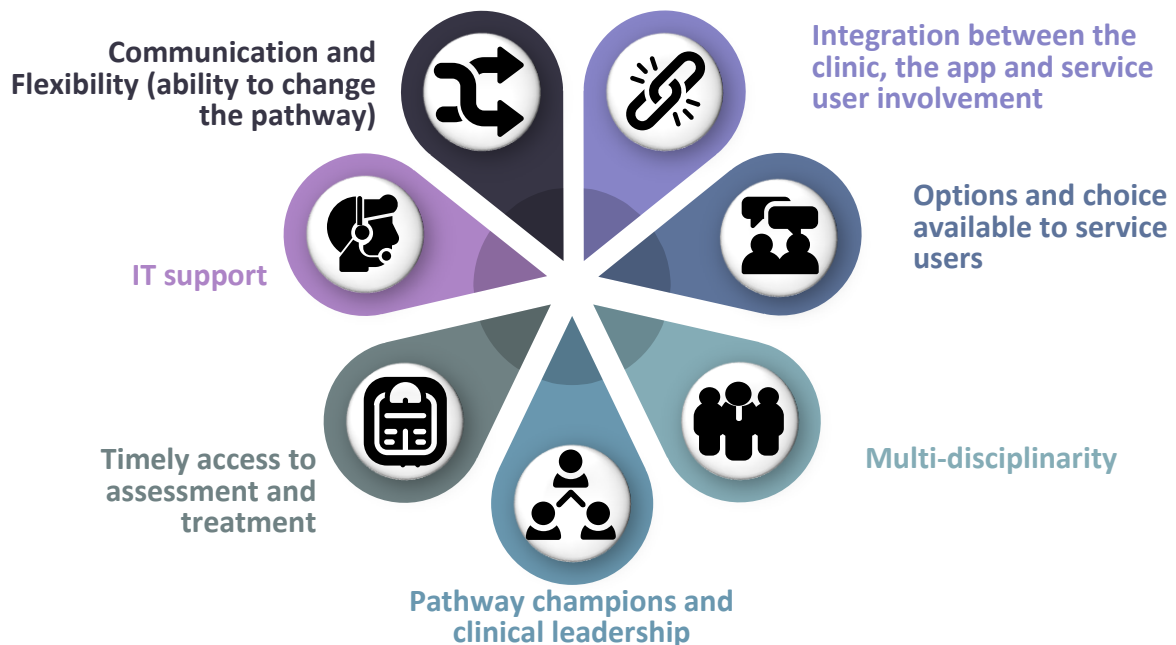 Communication and
Flexibility (ability to change
the pathway)
Integration between the
clinic, the app and service
user involvement
Options and choice
available to service
users
IT support
Multi-disciplinarity
Timely access to
assessment and
treatment
Pathway champions and
clinical leadership